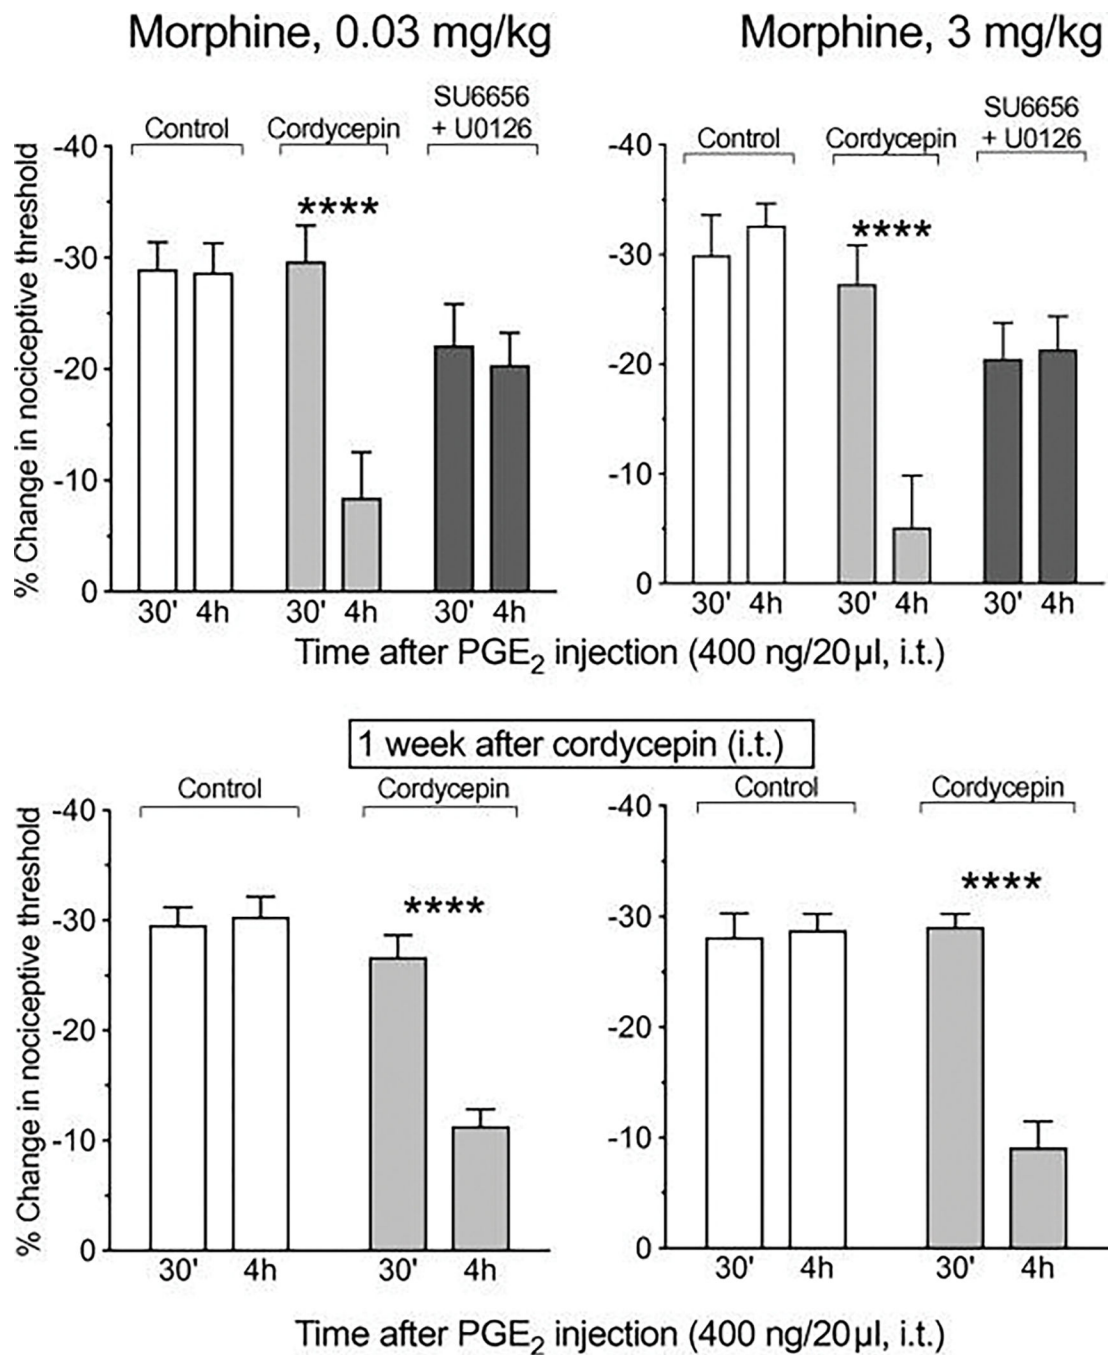 Morphine, 0.03 mg/kg
Morphine, 3 mg/kg
% Change in nociceptive threshold
-40
-30
-20
-10
0
Control
Cordycepin
SU6656
+ U0126
****
30' 4h 30' 4h 30' 4h
-40
-30
-20
-10
0
Control
Cordycepin
SU6656
+ U0126
****
30' 4h 30' 4h 30' 4h
Time after PGE₂ injection (400 ng/20µl, i.t.)
1 week after cordycepin (i.t.)
% Change in nociceptive threshold
-40
-30
-20
-10
0
Control
Cordycepin
****
30' 4h 30' 4h
-40
-30
-20
-10
0
Control
Cordycepin
****
30' 4h 30' 4h
Time after PGE₂ injection (400 ng/20µl, i.t.)